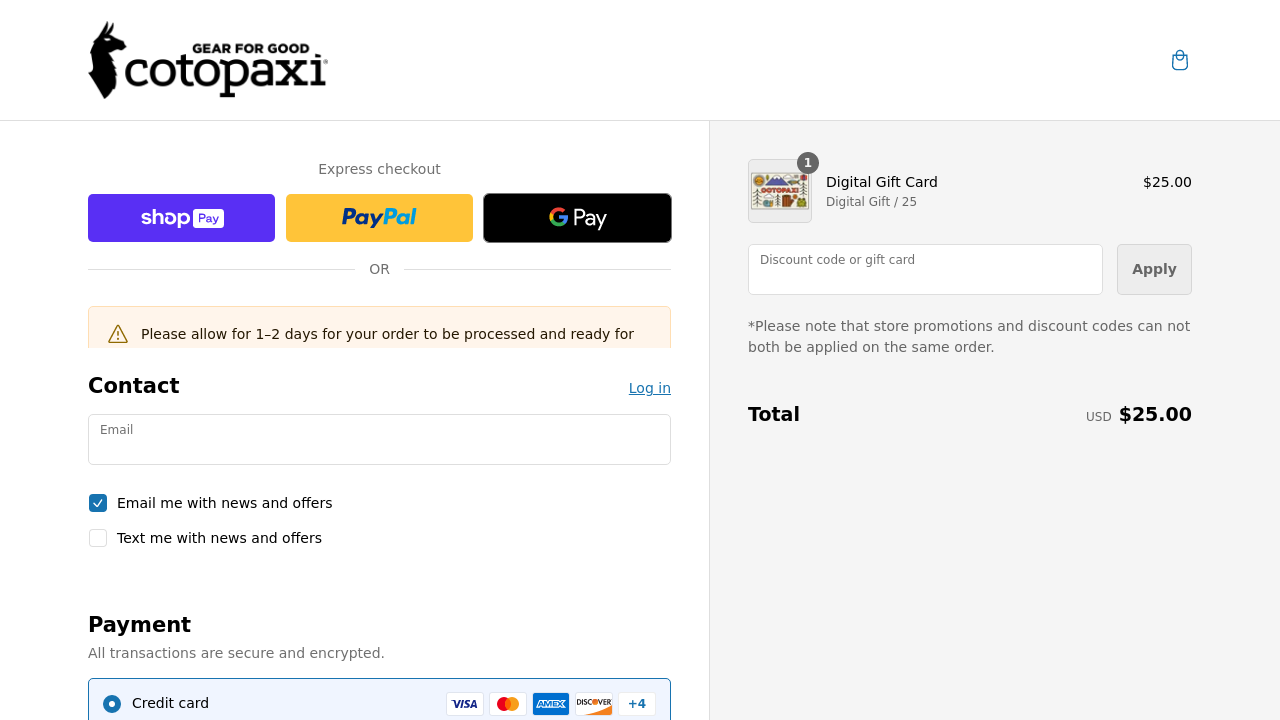 GEAR FOR GOOD
cotopaxi
Express checkout
shop Pay
PayPal
G Pay
OR
Please allow for 1–2 days for your order to be processed and ready for
Contact
Log in
Email
Email me with news and offers
Text me with news and offers
Payment
All transactions are secure and encrypted.
Credit card
VISA
AMEX
DISCOVER
+4
1
COTOPAXI
Digital Gift Card
$25.00
Digital Gift / 25
Discount code or gift card
Apply
*Please note that store promotions and discount codes can not
both be applied on the same order.
Total
USD $25.00